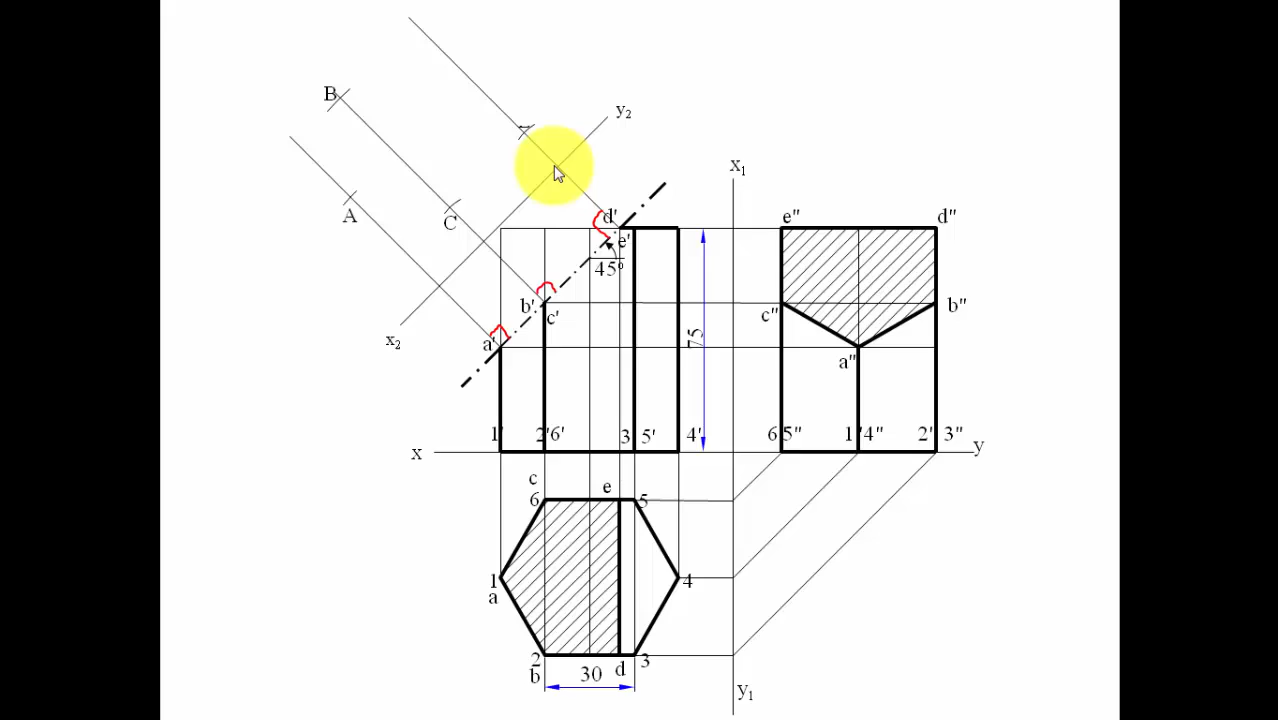 B
y₂
x₁
A
C
d'
e"
d"
e'
45°
b'
c'
c"
b"
x₂
a'
75
a"
1'
2'6'
3'
5'
4'
6"
5"
1"
4"
2"
3"
x
y
c
6
e
5
1
a
4
2
b
30
d
3
y₁